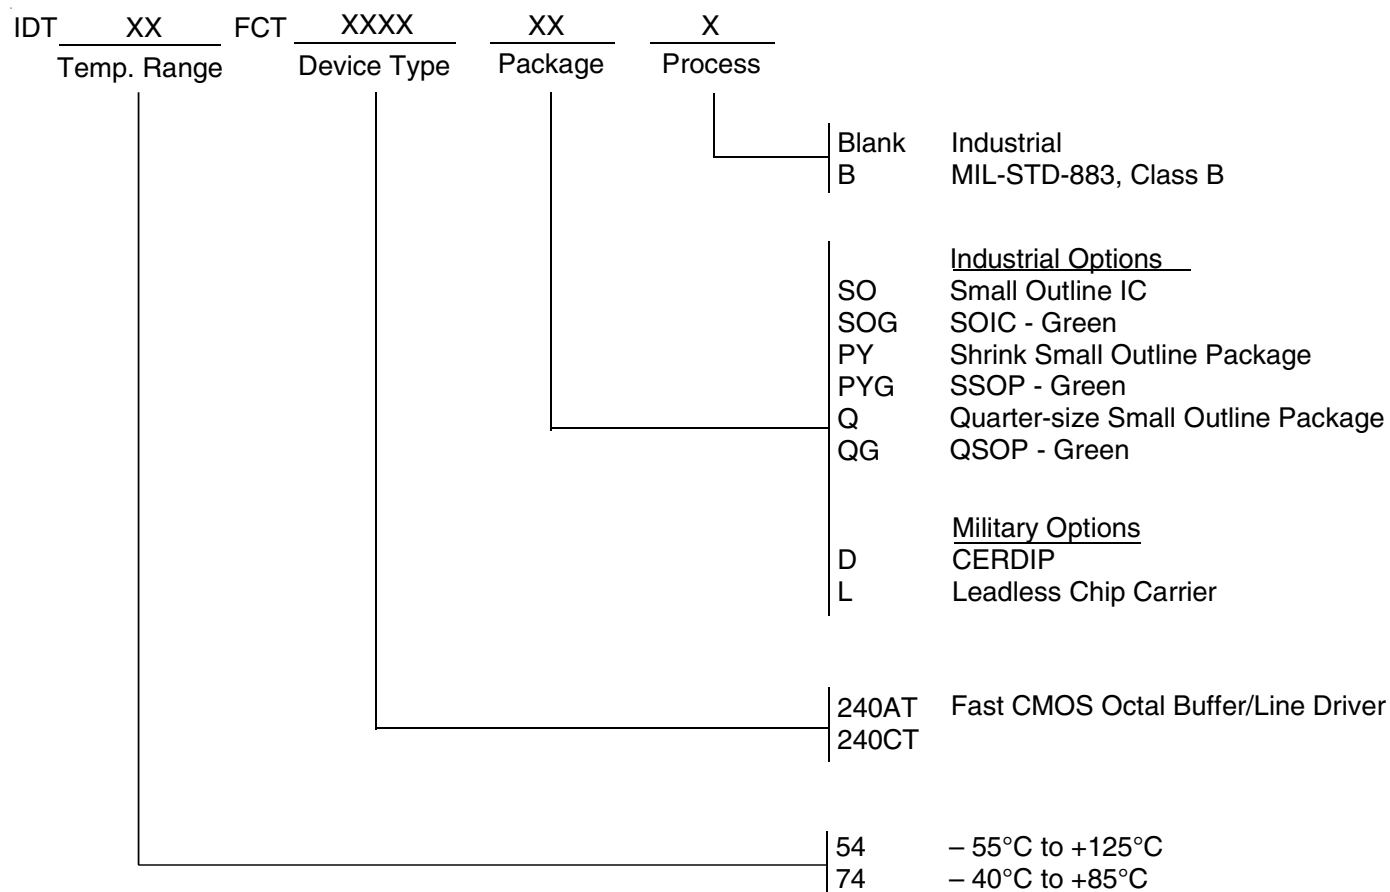 IDT XX FCT XXXX XX X
Temp. Range Device Type Package Process
Blank Industrial
B MIL-STD-883, Class B
Industrial Options
SO Small Outline IC
SOG SOIC - Green
PY Shrink Small Outline Package
PYG SSOP - Green
Q Quarter-size Small Outline Package
QG QSOP - Green
Military Options
D CERDIP
L Leadless Chip Carrier
240AT Fast CMOS Octal Buffer/Line Driver
240CT
54 – 55°C to +125°C
74 – 40°C to +85°C